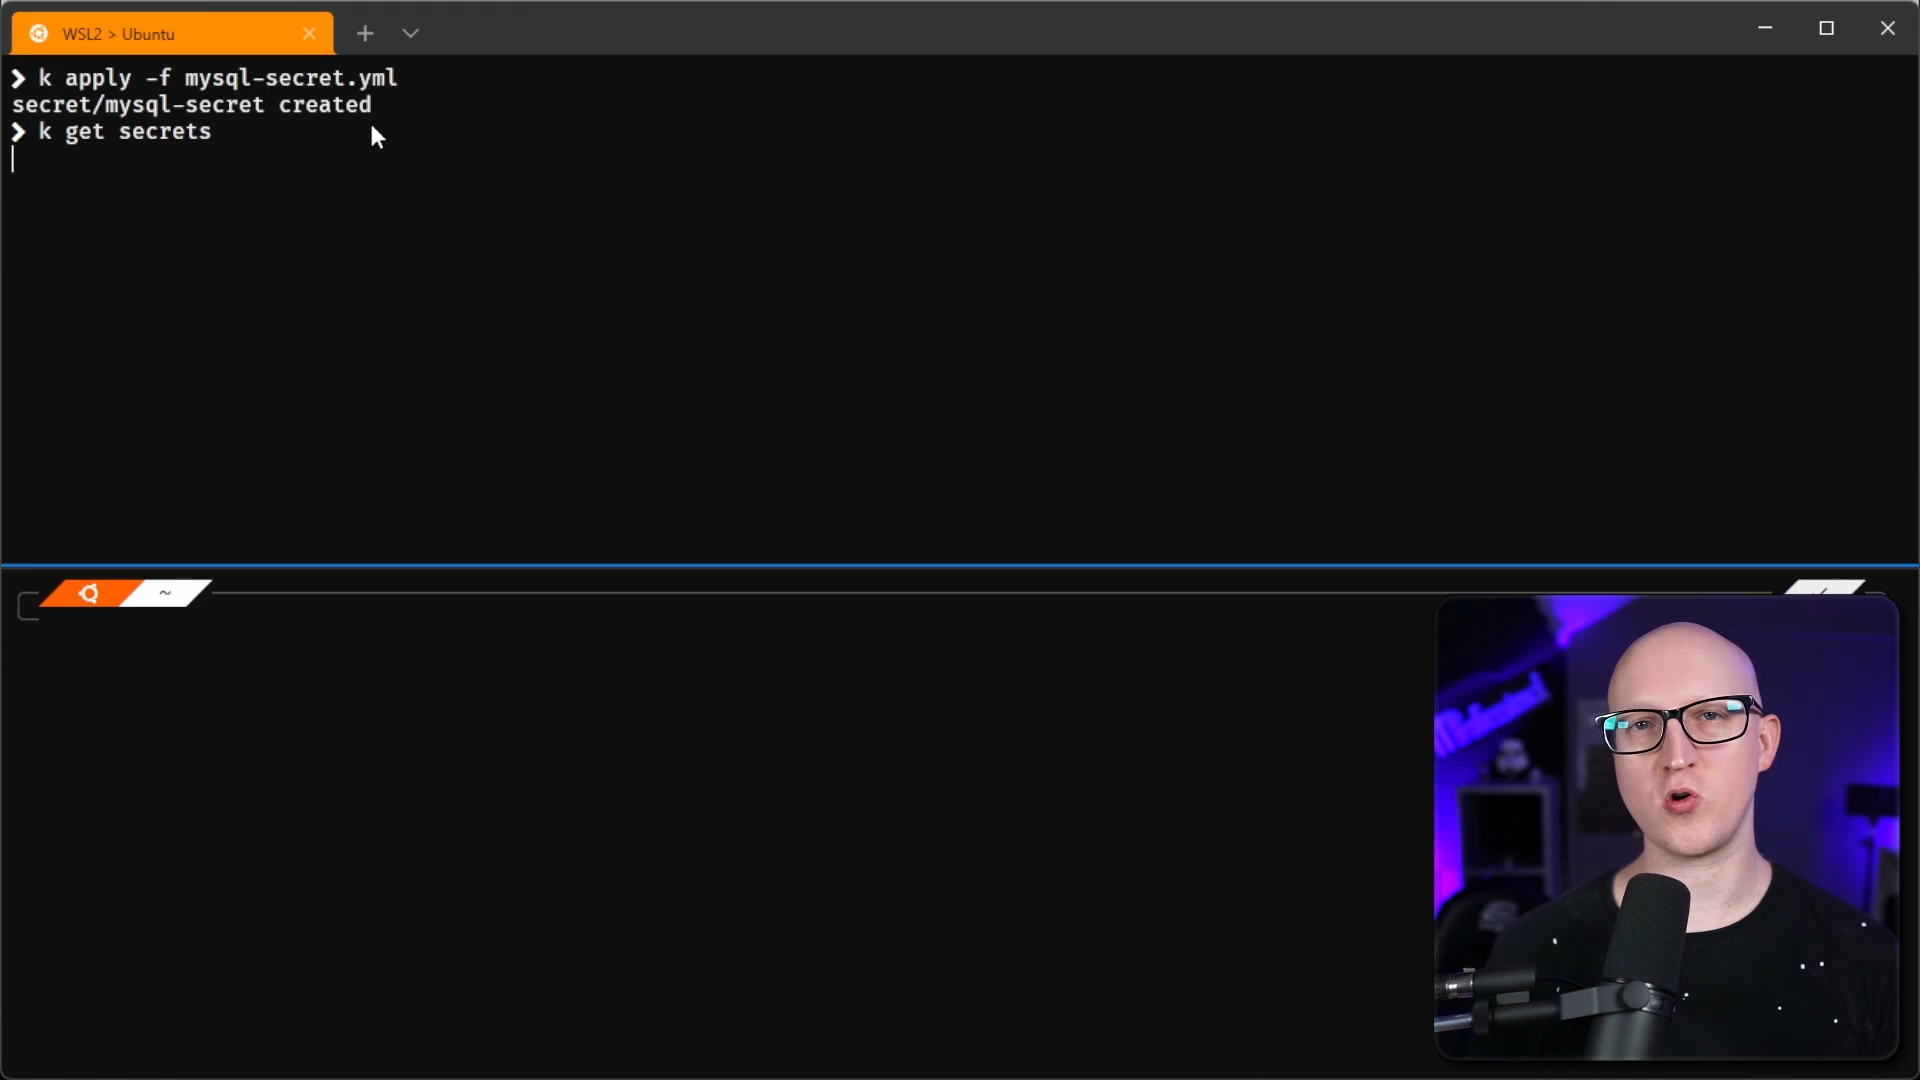 WSL2 > Ubuntu
❯ k apply -f mysql-secret.yml
secret/mysql-secret created
❯ k get secrets
~